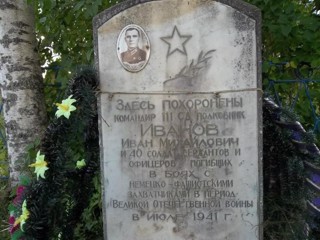 Здесь похоронены
командир 111 сд полковник
Иванов
Иван Михайлович
и 40 солдат, сержантов и
офицеров, погибших
в боях с
немецко-фашистскими
захватчиками в период
Великой Отечественной войны
в июле 1941 г.